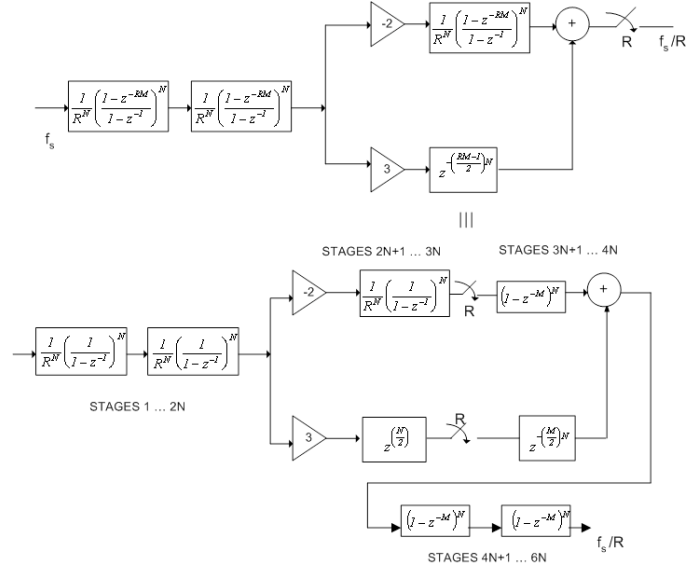 -2
1/R^N ((1-z^-RM)/(1-z^-1))^N
+
R
f_s/R
1/R^N ((1-z^-RM)/(1-z^-1))^N
1/R^N ((1-z^-RM)/(1-z^-1))^N
f_s
3
z^-((RM-1)/2)N
|||
STAGES 2N+1 ... 3N
STAGES 3N+1 ... 4N
-2
1/R^N (1/(1-z^-1))^N
R
(1-z^-M)^N
+
1/R^N (1/(1-z^-1))^N
1/R^N (1/(1-z^-1))^N
STAGES 1 ... 2N
3
z^(N/2)
R
z^-(M/2)N
(1-z^-M)^N
(1-z^-M)^N
f_s/R
STAGES 4N+1 ... 6N